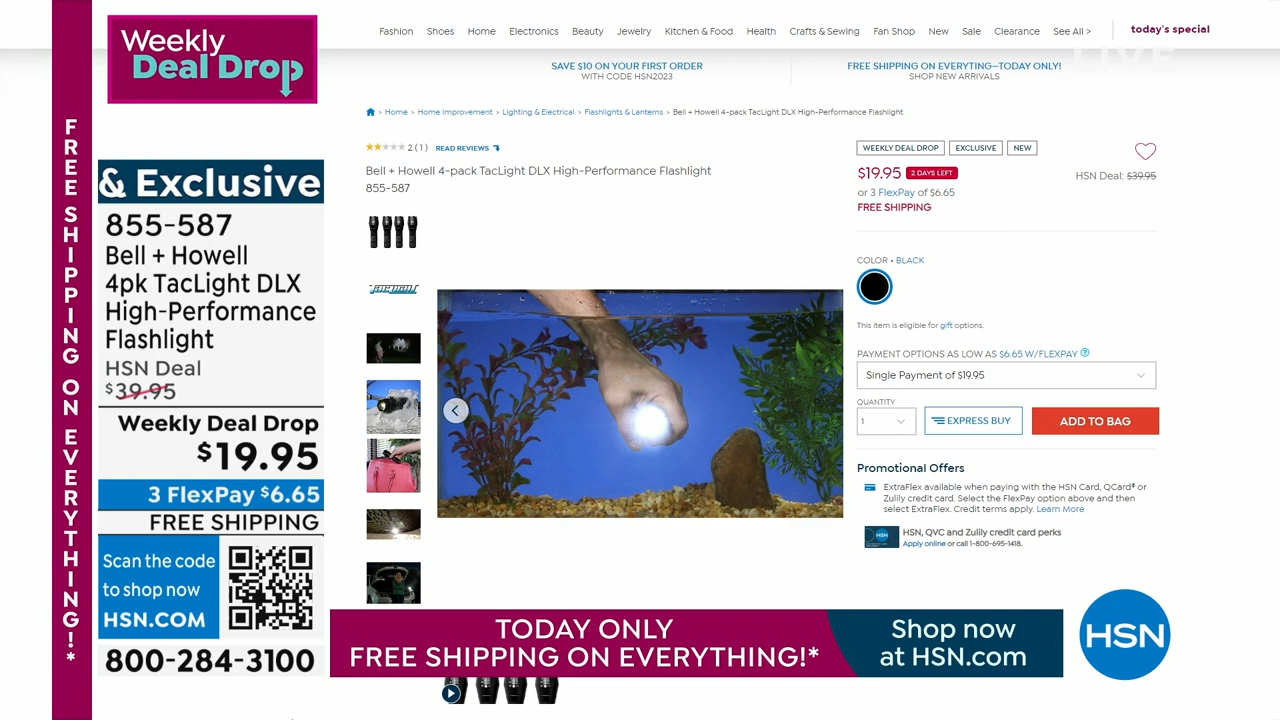 Weekly
Deal Drop
FREE SHIPPING ON EVERYTHING!*
& Exclusive
855-587
Bell + Howell
4pk TacLight DLX
High-Performance
Flashlight
HSN Deal
$39.95
Weekly Deal Drop
$19.95
3 FlexPay $6.65
FREE SHIPPING
Scan the code
to shop now
HSN.COM
800-284-3100
Fashion Shoes Home Electronics Beauty Jewelry Kitchen & Food Health Crafts & Sewing Fan Shop New Sale Clearance See All > today's special
LIVE
SAVE $10 ON YOUR FIRST ORDER
WITH CODE HSN2023
FREE SHIPPING ON EVERYTHING—TODAY ONLY!
SHOP NEW ARRIVALS
> Home > Home Improvement > Lighting & Electrical > Flashlights & Lanterns > Bell + Howell 4-pack TacLight DLX High-Performance Flashlight
2 (1) READ REVIEWS
Bell + Howell 4-pack TacLight DLX High-Performance Flashlight
855-587
TACLIGHT
WEEKLY DEAL DROP EXCLUSIVE NEW
$19.95 2 DAYS LEFT
HSN Deal: $39.95
or 3 FlexPay of $6.65
FREE SHIPPING
COLOR • BLACK
This item is eligible for gift options.
PAYMENT OPTIONS AS LOW AS $6.65 W/FLEXPAY ?
Single Payment of $19.95
QUANTITY
1
EXPRESS BUY
ADD TO BAG
Promotional Offers
ExtraFlex available when paying with the HSN Card, QCard® or
Zulily credit card. Select the FlexPay option above and then
select ExtraFlex. Credit terms apply. Learn More
HSN
HSN, QVC and Zulily credit card perks
Apply online or call 1-800-695-1418.
TODAY ONLY
FREE SHIPPING ON EVERYTHING!*
Shop now
at HSN.com
HSN